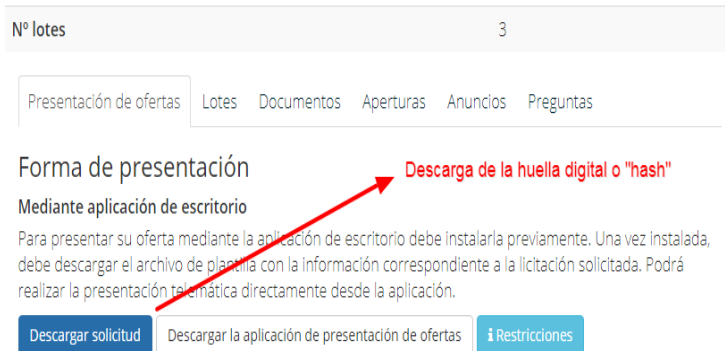 Nº lotes 3
Presentación de ofertas Lotes Documentos Aperturas Anuncios Preguntas
Forma de presentación
Descarga de la huella digital o "hash"
Mediante aplicación de escritorio
Para presentar su oferta mediante la aplicación de escritorio debe instalarla previamente. Una vez instalada,
debe descargar el archivo de plantilla con la información correspondiente a la licitación solicitada. Podrá
realizar la presentación telemática directamente desde la aplicación.
Descargar solicitud Descargar la aplicación de presentación de ofertas i Restricciones